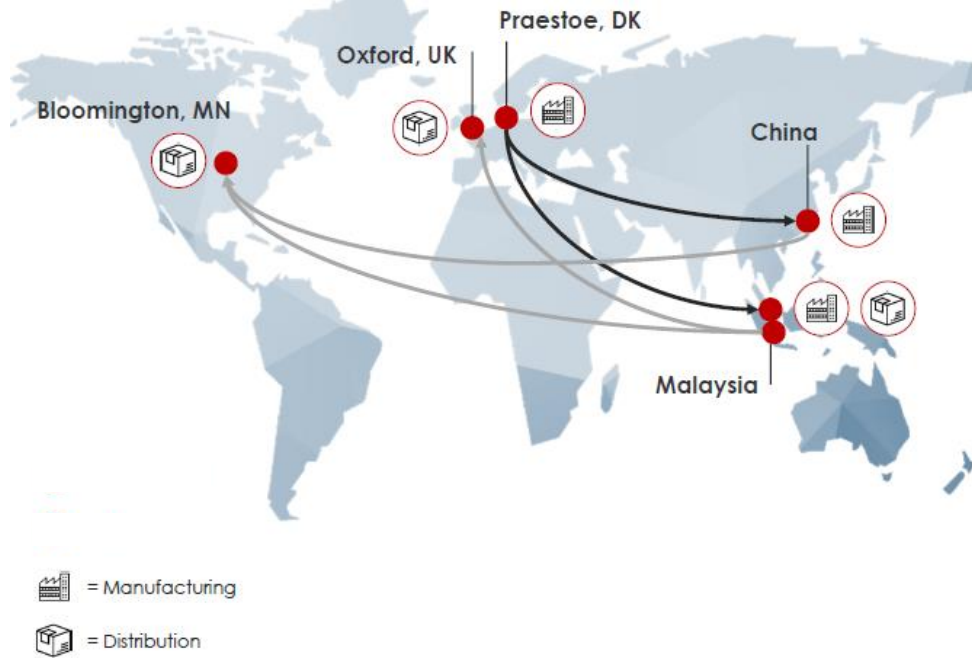 Praestoe, DK
Oxford, UK
Bloomington, MN
China
Malaysia
= Manufacturing
= Distribution